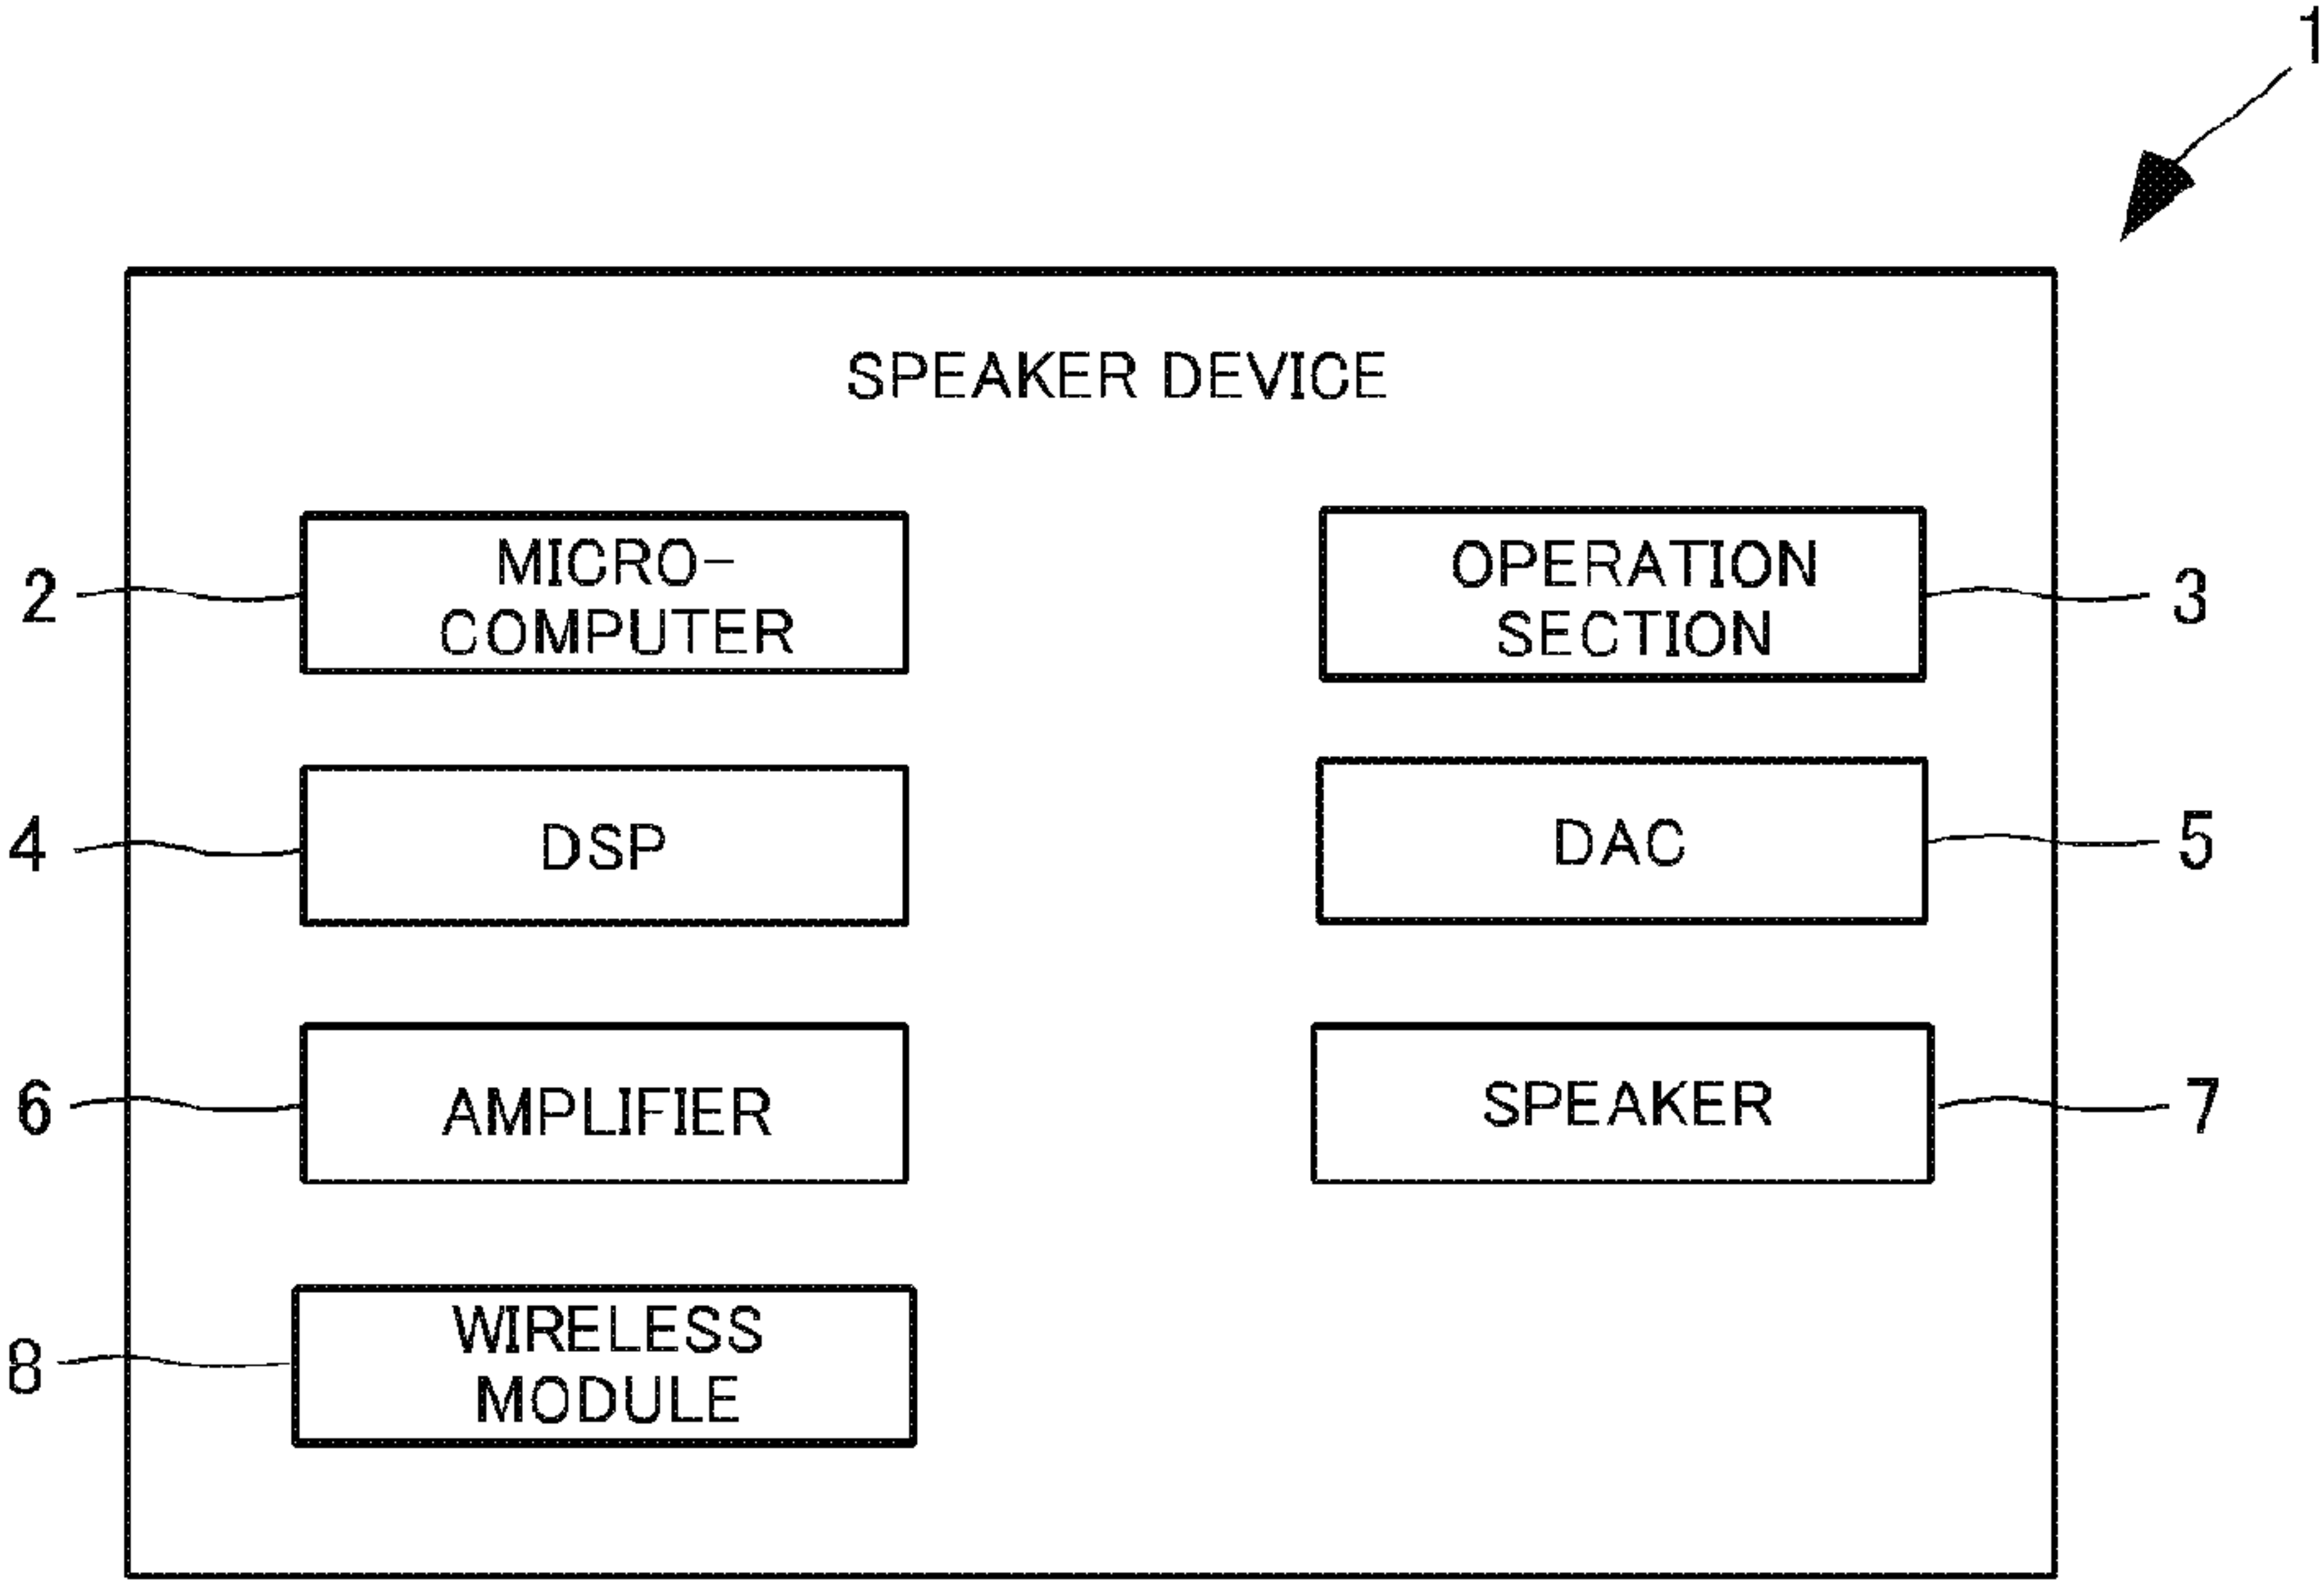 1
SPEAKER DEVICE
2
MICRO-
COMPUTER
OPERATION
SECTION
3
4
DSP
DAC
5
6
AMPLIFIER
SPEAKER
7
8
WIRELESS
MODULE